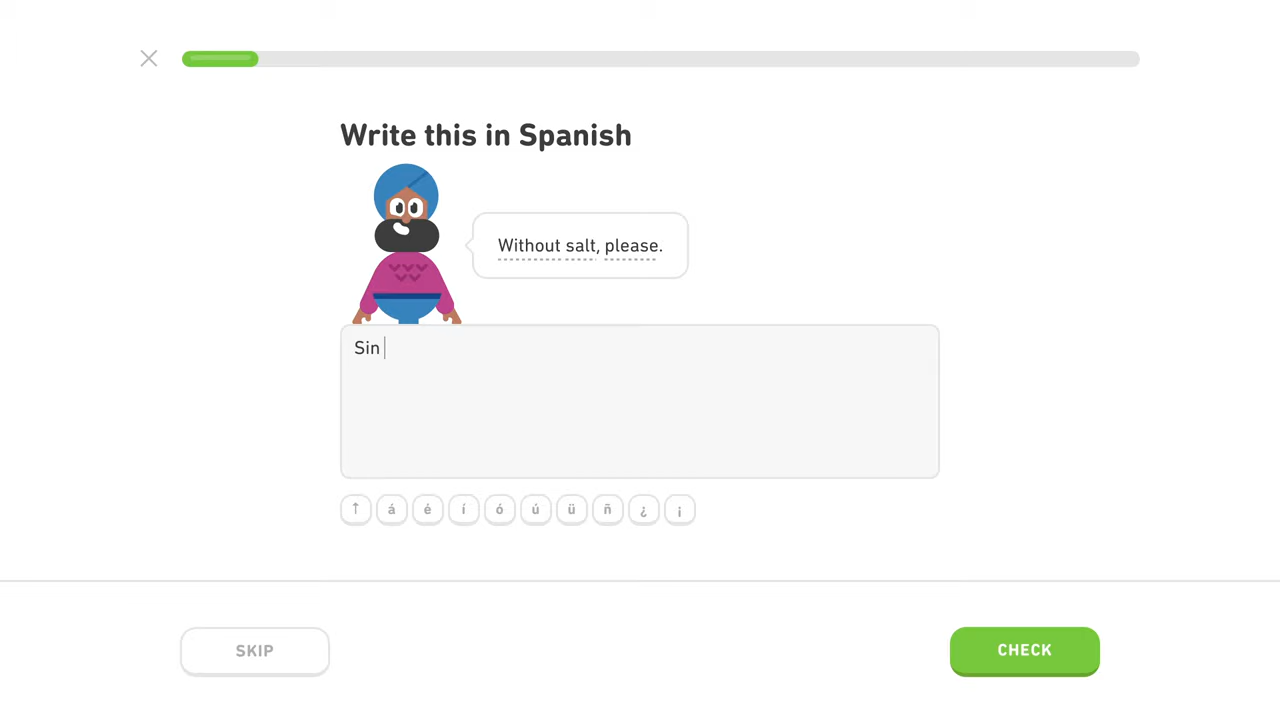 Write this in Spanish
Without salt, please.
Sin
↑ á é í ó ú ü ñ ¿ ¡
SKIP
CHECK